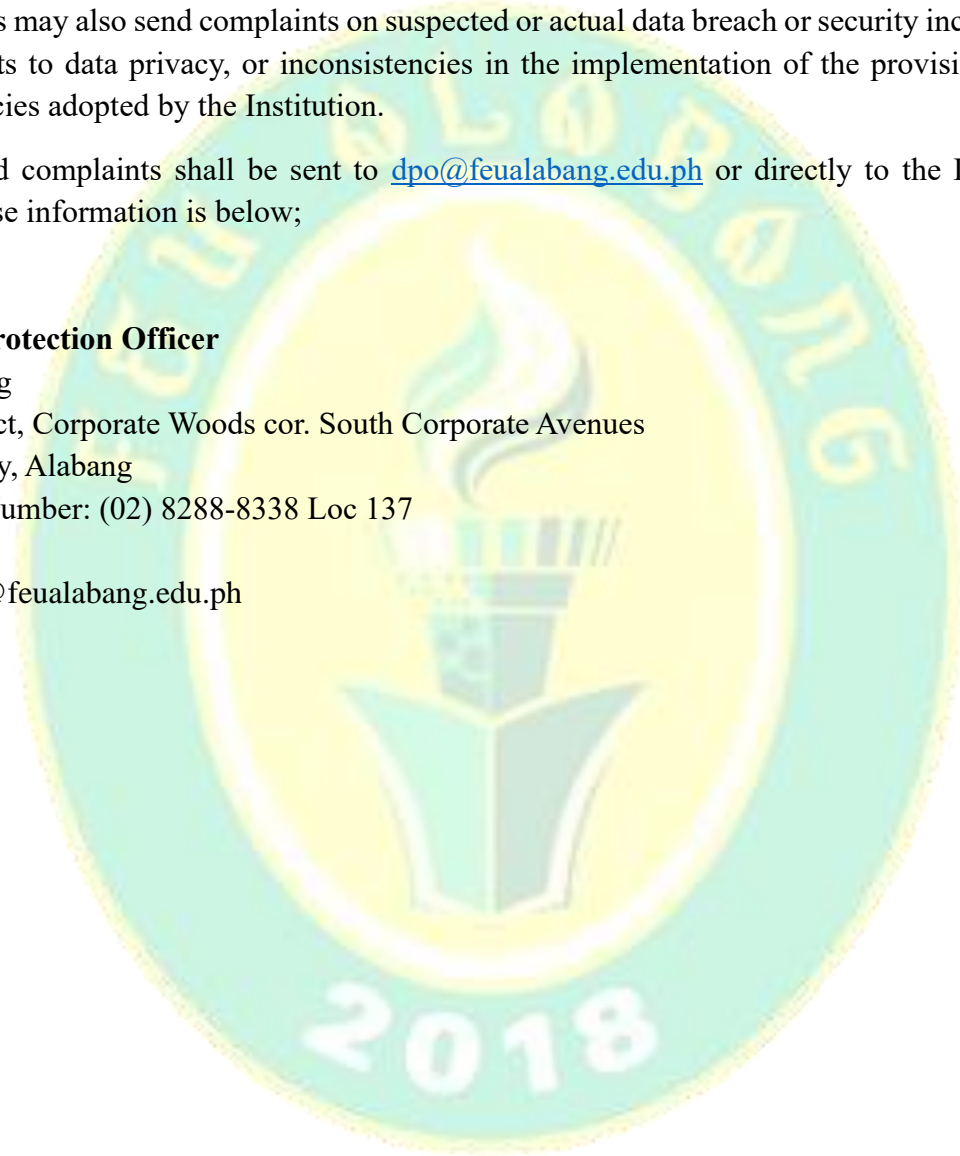 s may also send complaints on suspected or actual data breach or security inc
ts to data privacy, or inconsistencies in the implementation of the provisi
cies adopted by the Institution.
d complaints shall be sent to dpo@feualabang.edu.ph or directly to the
se information is below;
rotection Officer
g
ct, Corporate Woods cor. South Corporate Avenues
y, Alabang
umber: (02) 8288-8338 Loc 137
@feualabang.edu.ph
FEU ALABANG
2018